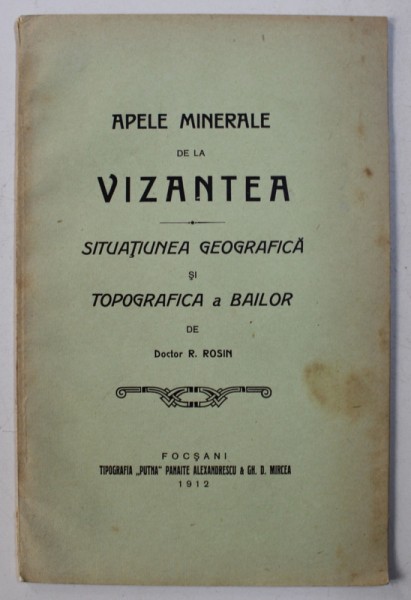 APELE MINERALE
DE LA
VIZANTEA
SITUAȚIUNEA GEOGRAFICĂ
ȘI
TOPOGRAFICA a BAILOR
DE
Doctor R. ROSIN
FOCȘANI
TIPOGRAFIA „PUTNA" PANAITE ALEXANDRESCU & GH. D. MIRCEA
1912